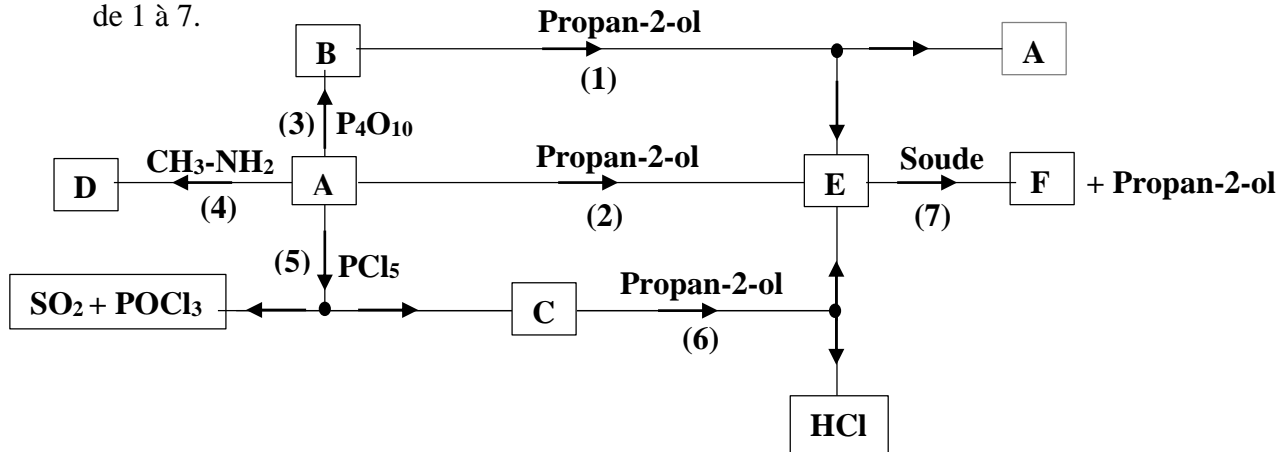 de 1 à 7.
Propan-2-ol
B
A
(1)
(3) P₄O₁₀
CH₃-NH₂
Propan-2-ol
Soude
D
A
E
F + Propan-2-ol
(4)
(2)
(7)
(5)
PCl₅
Propan-2-ol
SO₂ + POCl₃
C
(6)
HCl